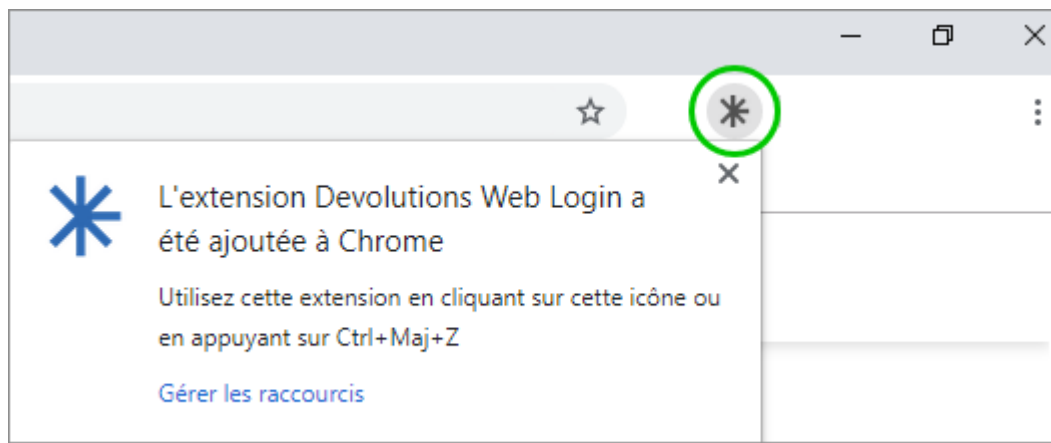 L'extension Devolutions Web Login a
été ajoutée à Chrome
Utilisez cette extension en cliquant sur cette icône ou
en appuyant sur Ctrl+Maj+Z
Gérer les raccourcis